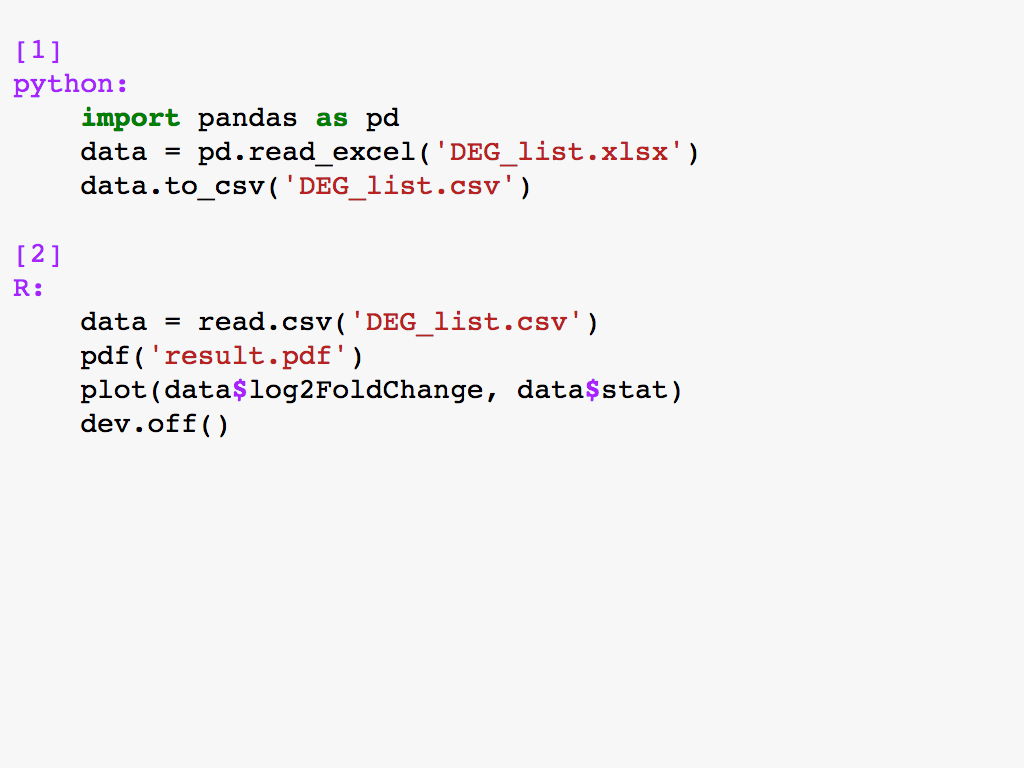 [1]
python:
    import pandas as pd
    data = pd.read_excel('DEG_list.xlsx')
    data.to_csv('DEG_list.csv')

[2]
R:
    data = read.csv('DEG_list.csv')
    pdf('result.pdf')
    plot(data$log2FoldChange, data$stat)
    dev.off()